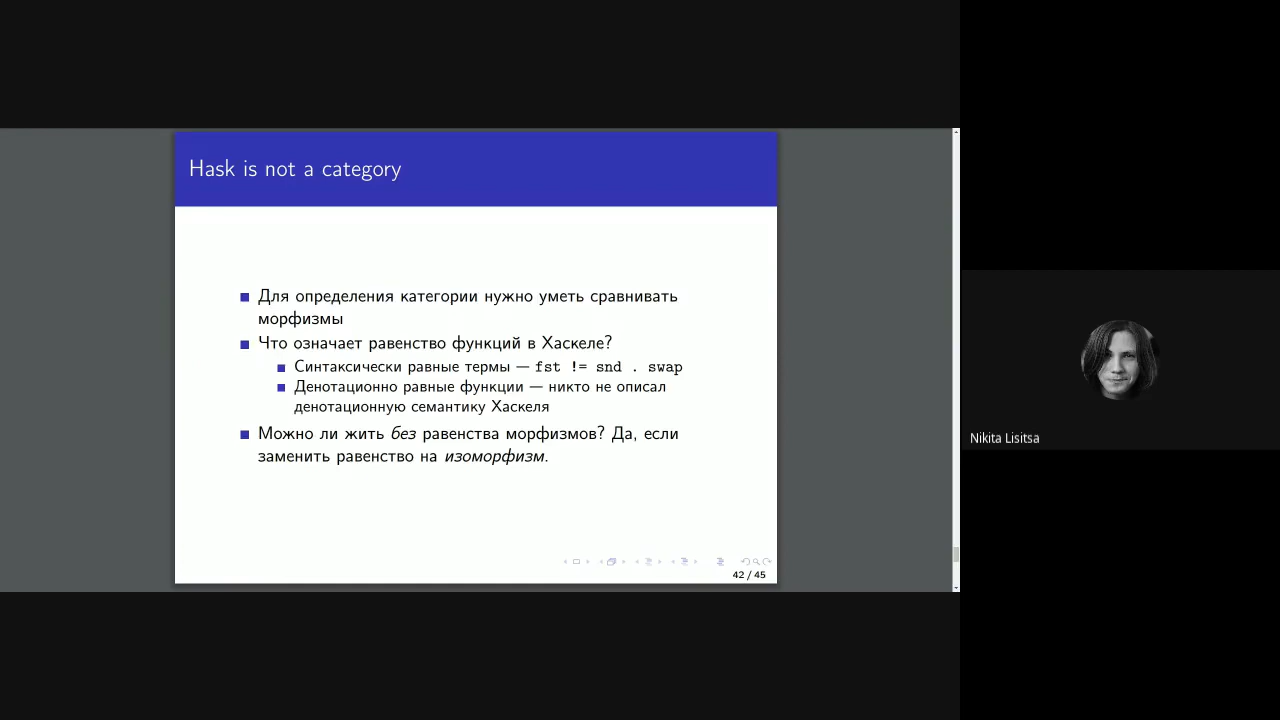 Hask is not a category
Для определения категории нужно уметь сравнивать
морфизмы
Что означает равенство функций в Хаскеле?
Синтаксически равные термы — fst != snd . swap
Денотационно равные функции — никто не описал
денотационную семантику Хаскеля
Можно ли жить без равенства морфизмов? Да, если
заменить равенство на изоморфизм.
42 / 45
Nikita Lisitsa